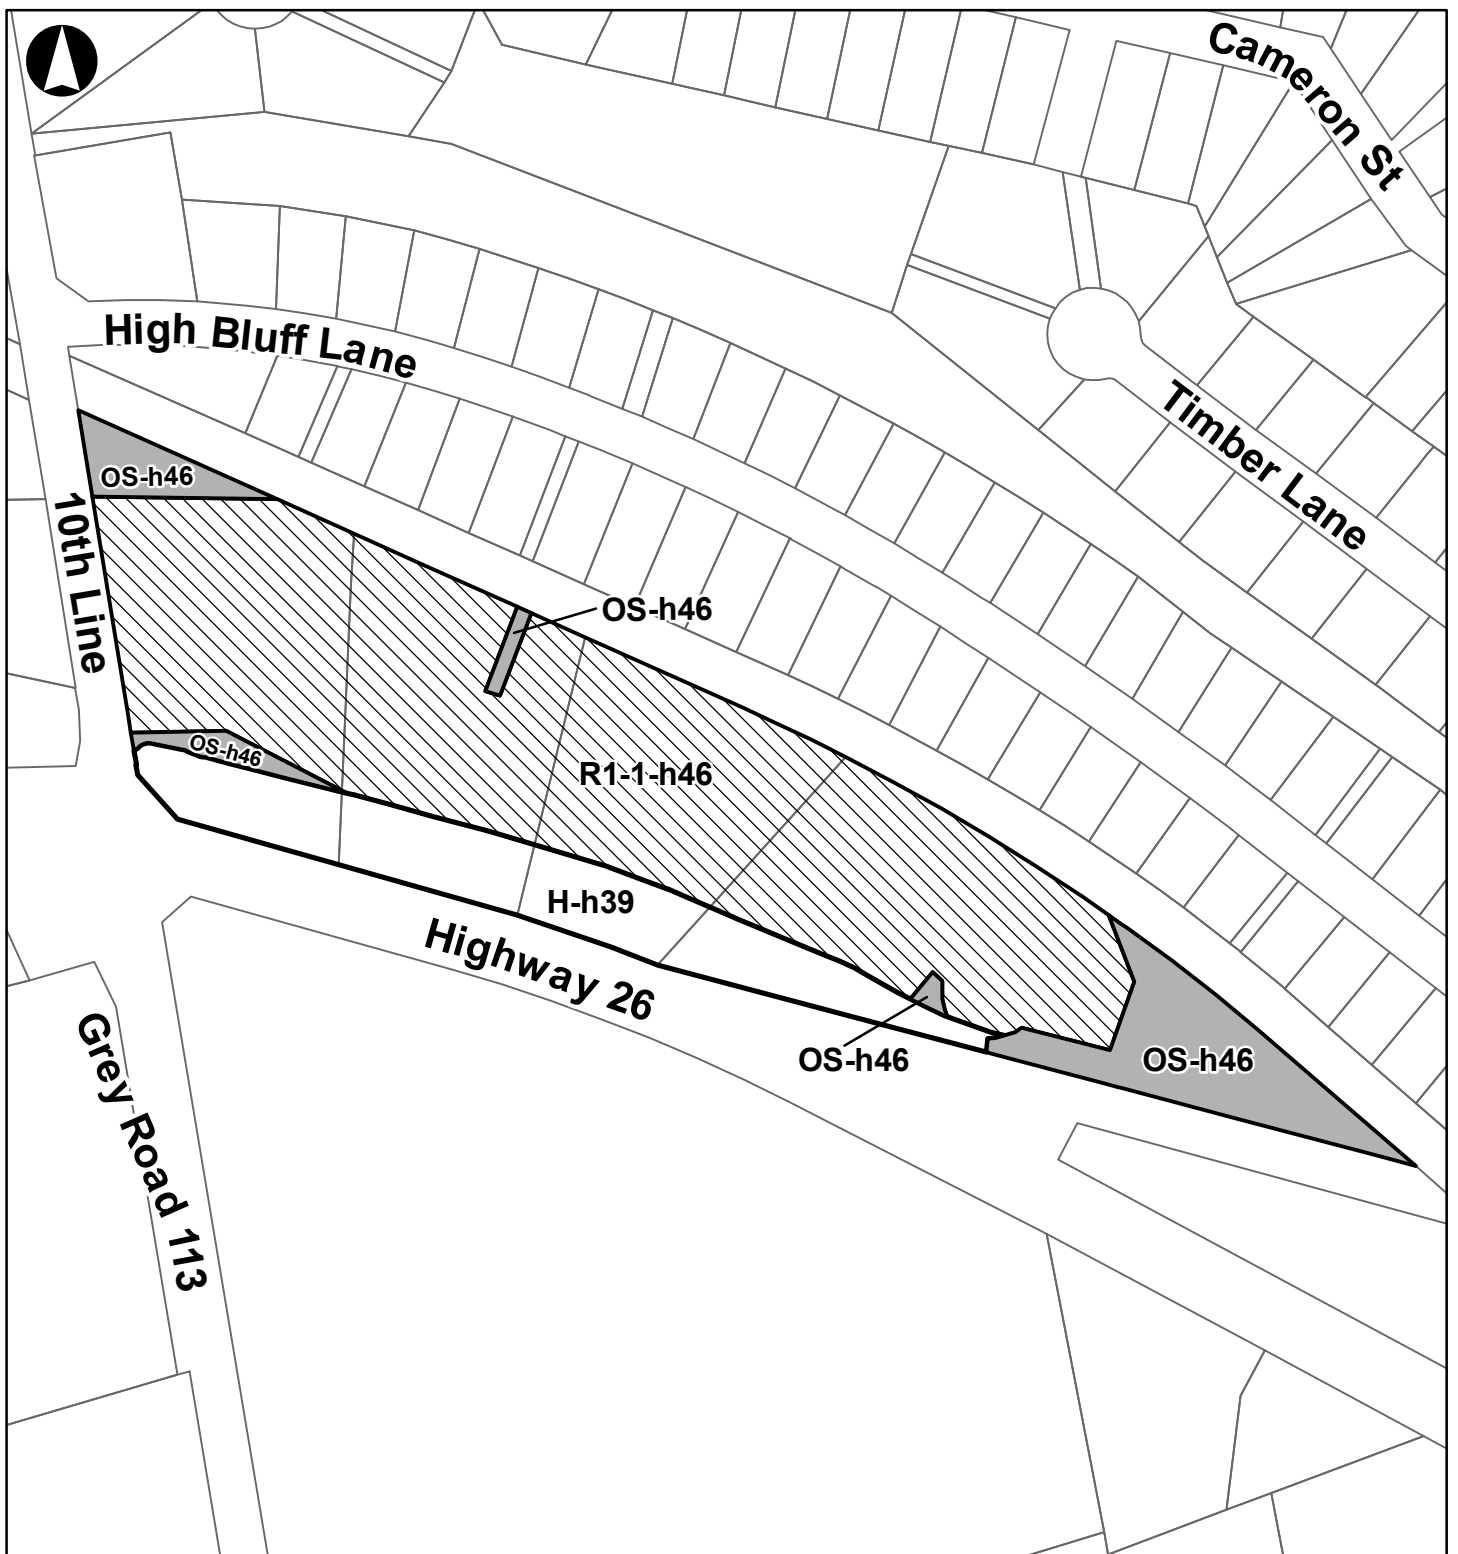 Cameron St
High Bluff Lane
Timber Lane
OS-h46
10th Line
OS-h46
OS-h46
R1-1-h46
H-h39
Highway 26
OS-h46
OS-h46
Grey Road 113